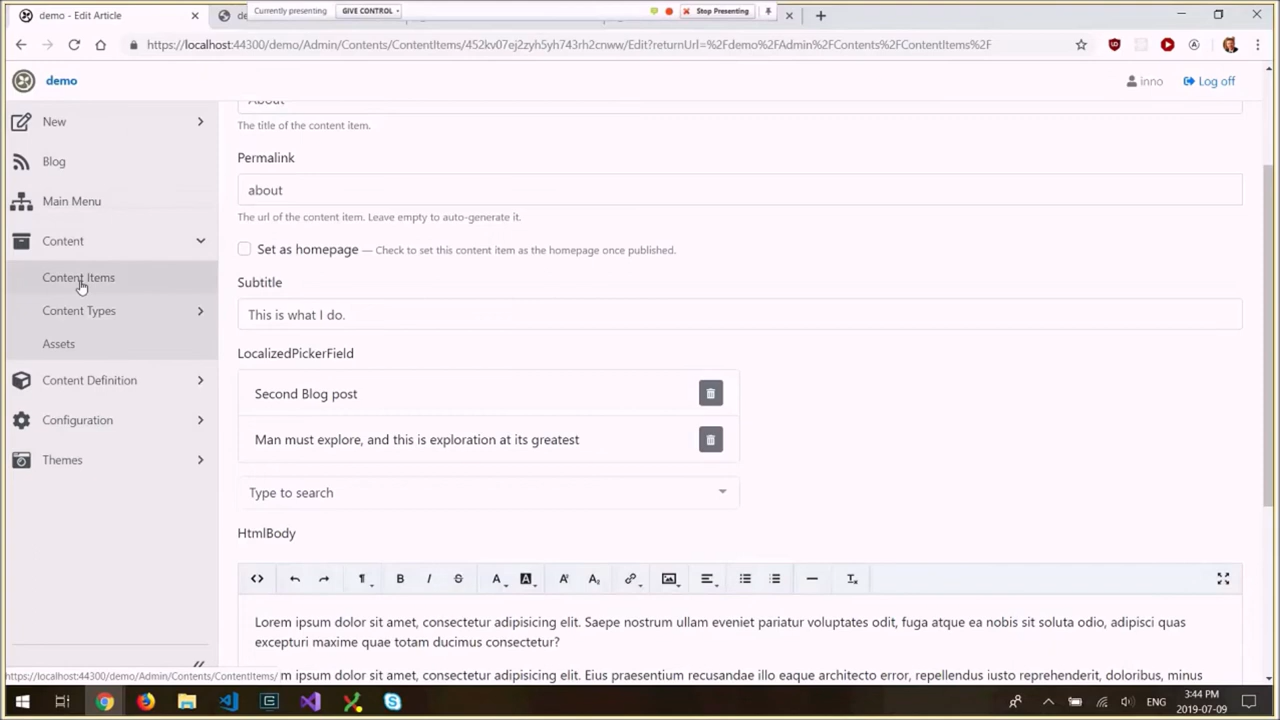 demo - Edit Article
de
Currently presenting
GIVE CONTROL
Stop Presenting
https://localhost:44300/demo/Admin/Contents/ContentItems/452kv07ej2zyh5yh743rh2cnww/Edit?returnUrl=%2Fdemo%2FAdmin%2FContents%2FContentItems%2F
demo
inno
Log off
New
Blog
Main Menu
Content
Content Items
Content Types
Assets
Content Definition
Configuration
Themes
About
The title of the content item.
Permalink
about
The url of the content item. Leave empty to auto-generate it.
Set as homepage — Check to set this content item as the homepage once published.
Subtitle
This is what I do.
LocalizedPickerField
Second Blog post
Man must explore, and this is exploration at its greatest
Type to search
HtmlBody
Lorem ipsum dolor sit amet, consectetur adipisicing elit. Saepe nostrum ullam eveniet pariatur voluptates odit, fuga atque ea nobis sit soluta odio, adipisci quas
excepturi maxime quae totam ducimus consectetur?
m ipsum dolor sit amet, consectetur adipisicing elit. Eius praesentium recusandae illo eaque architecto error, repellendus iusto reprehenderit, doloribus, minus
https://localhost:44300/demo/Admin/Contents/ContentItems/
ENG
3:44 PM
2019-07-09